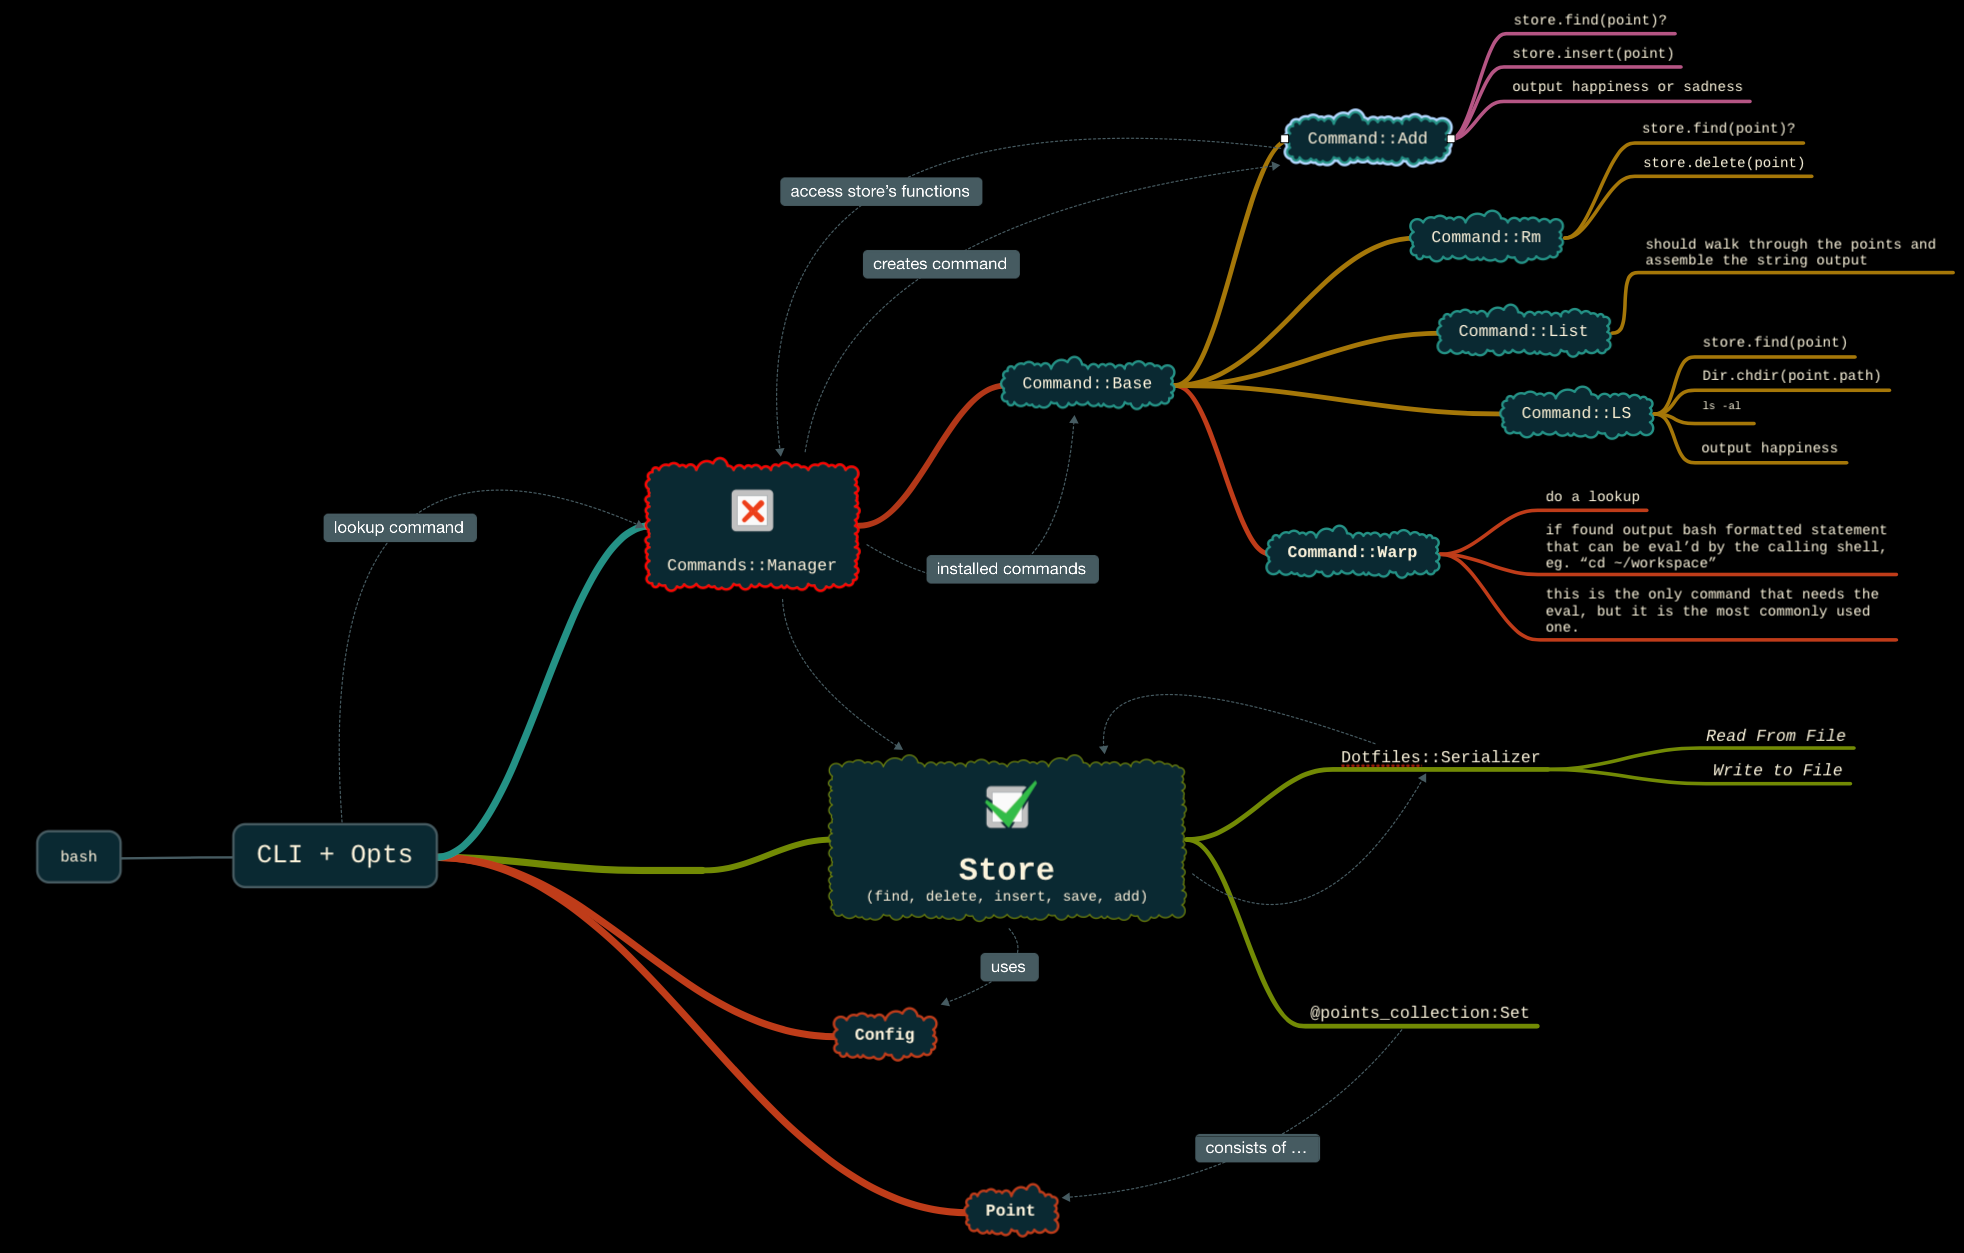 store.find(point)?
store.insert(point)
output happiness or sadness
Command::Add
store.find(point)?
store.delete(point)
access store’s functions
Command::Rm
creates command
should walk through the points and
assemble the string output
Command::List
store.find(point)
Dir.chdir(point.path)
Command::Base
ls -al
Command::LS
output happiness
do a lookup
lookup command
if found output bash formatted statement
that can be eval’d by the calling shell,
eg. “cd ~/workspace”
Command::Warp
Commands::Manager
installed commands
this is the only command that needs the
eval, but it is the most commonly used
one.
Read From File
Dotfiles::Serializer
Write to File
bash
CLI + Opts
Store
(find, delete, insert, save, add)
uses
@points_collection:Set
Config
consists of ...
Point